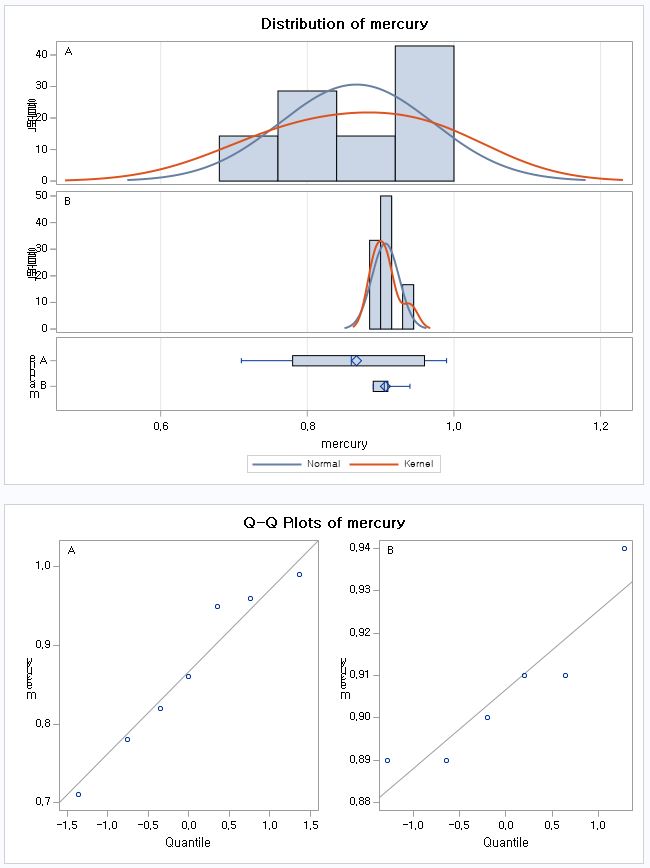 Distribution of mercury
A
40
30
20
10
0
B
50
40
30
20
10
0
A
B
0,6 0,8 1,0 1,2
mercury
Normal Kernel
Q-Q Plots of mercury
A
1,0
0,9
0,8
0,7
-1,5 -1,0 -0,5 0,0 0,5 1,0 1,5
Quantile
B
0,94
0,93
0,92
0,91
0,90
0,89
0,88
-1,0 -0,5 0,0 0,5 1,0
Quantile